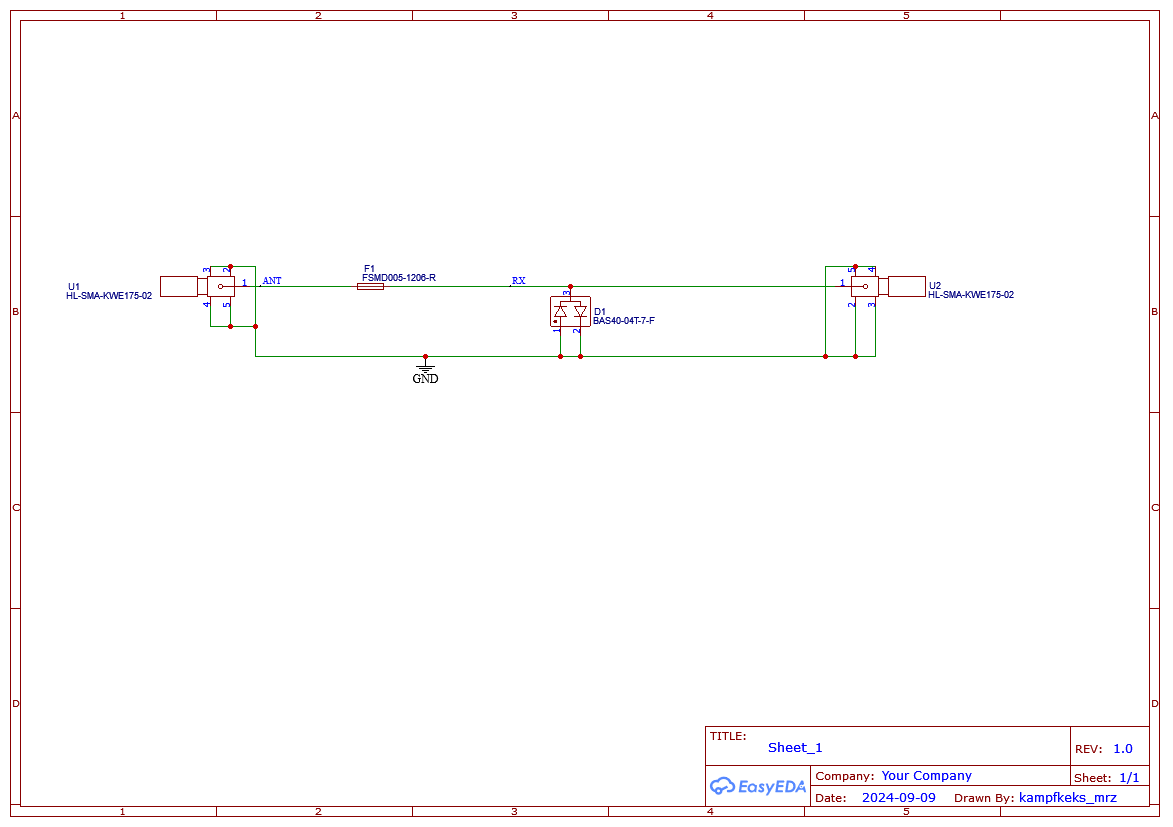 1 2 3 4 5
A A
3 2
1 ANT
U1
HL-SMA-KWE175-02
4 5
F1
FSMD005-1206-R
RX
3
D1
BAS40-04T-7-F
1 2
5 4
1
U2
HL-SMA-KWE175-02
2 3
B B
GND
C C
D D
TITLE:
Sheet_1
REV: 1.0
EasyEDA
Company: Your Company
Sheet: 1/1
Date: 2024-09-09 Drawn By: kampfkeks_mrz
1 2 3 4 5